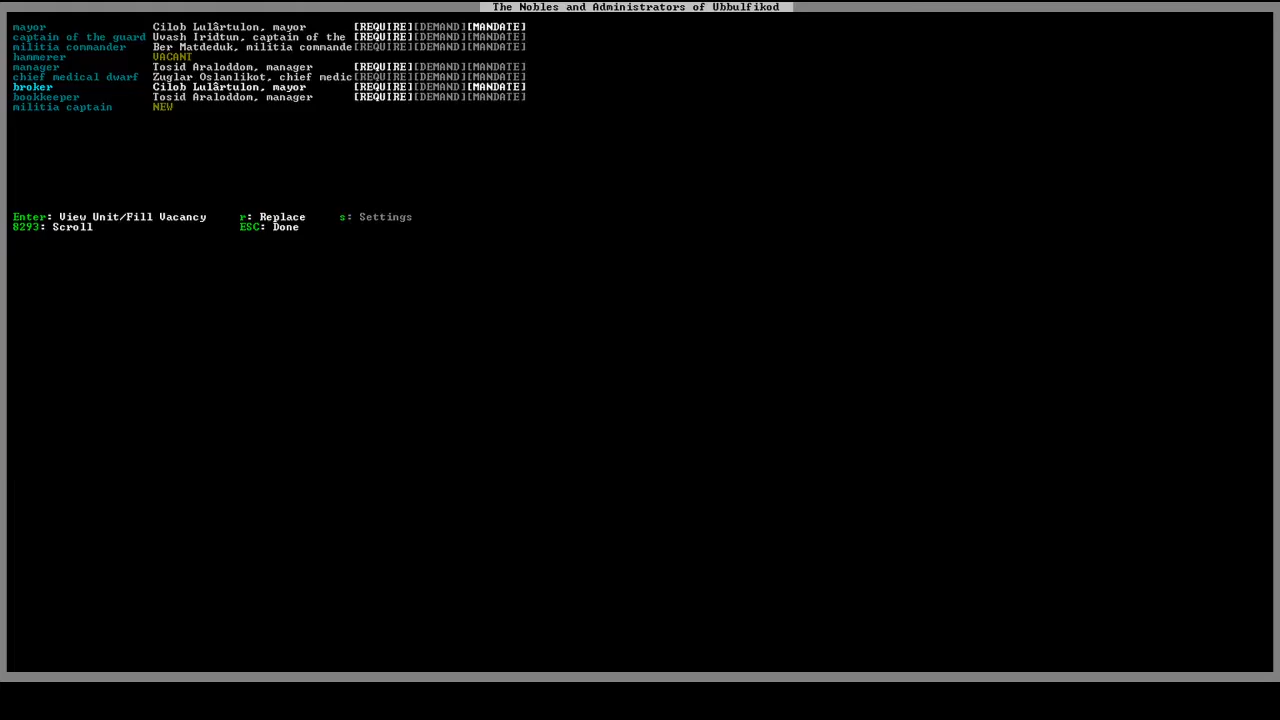 The Nobles and Administrators of Ubbulfikod
mayor Cilob Lulârtulon, mayor [REQUIRE][DEMAND][MANDATE]
captain of the guard Uvash Iridtun, captain of the [REQUIRE][DEMAND][MANDATE]
militia commander Ber Matdeduk, militia commande[REQUIRE][DEMAND][MANDATE]
hammerer VACANT
manager Tosid Araloddom, manager [REQUIRE][DEMAND][MANDATE]
chief medical dwarf Zuglar Oslanlikot, chief medic[REQUIRE][DEMAND][MANDATE]
broker Cilob Lulârtulon, mayor [REQUIRE][DEMAND][MANDATE]
bookkeeper Tosid Araloddom, manager [REQUIRE][DEMAND][MANDATE]
militia captain NEW
Enter: View Unit/Fill Vacancy r: Replace s: Settings
8293: Scroll ESC: Done